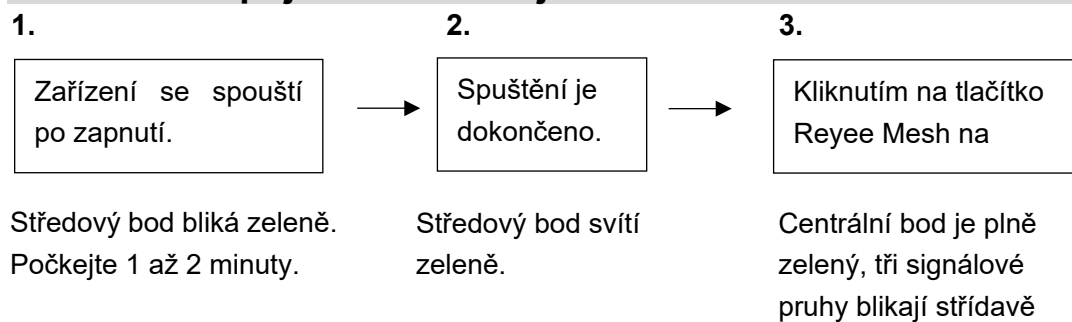 1.
Zařízení se spouští
po zapnutí.
Středový bod bliká zeleně.
Počkejte 1 až 2 minuty.
2.
Spuštění je
dokončeno.
Středový bod svítí
zeleně.
3.
Kliknutím na tlačítko
Reyee Mesh na
Centrální bod je plně
zelený, tři signálové
pruhy blikají střídavě